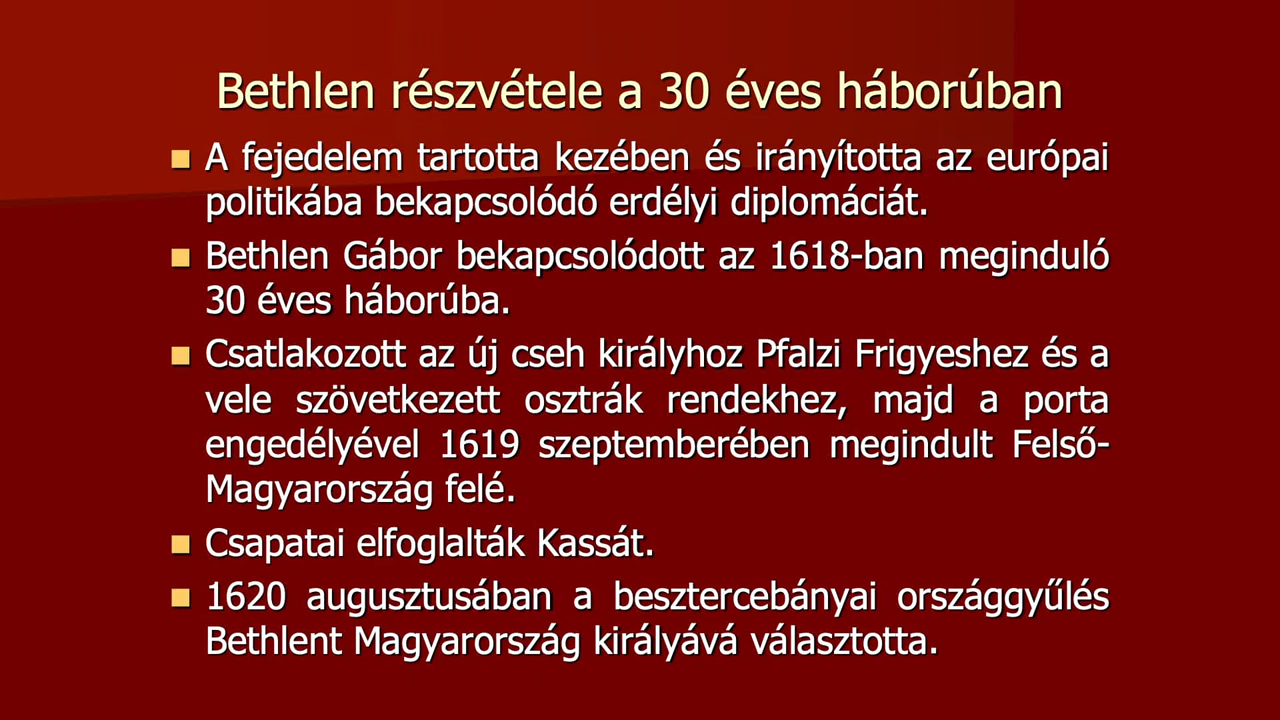 Bethlen részvétele a 30 éves háborúban
A fejedelem tartotta kezében és irányította az európai
politikába bekapcsolódó erdélyi diplomáciát.
Bethlen Gábor bekapcsolódott az 1618-ban meginduló
30 éves háborúba.
Csatlakozott az új cseh királyhoz Pfalzi Frigyeshez és a
vele szövetkezett osztrák rendekhez, majd a porta
engedélyével 1619 szeptemberében megindult Felső-
Magyarország felé.
Csapatai elfoglalták Kassát.
1620 augusztusában a besztercebányai országgyűlés
Bethlent Magyarország királyává választotta.